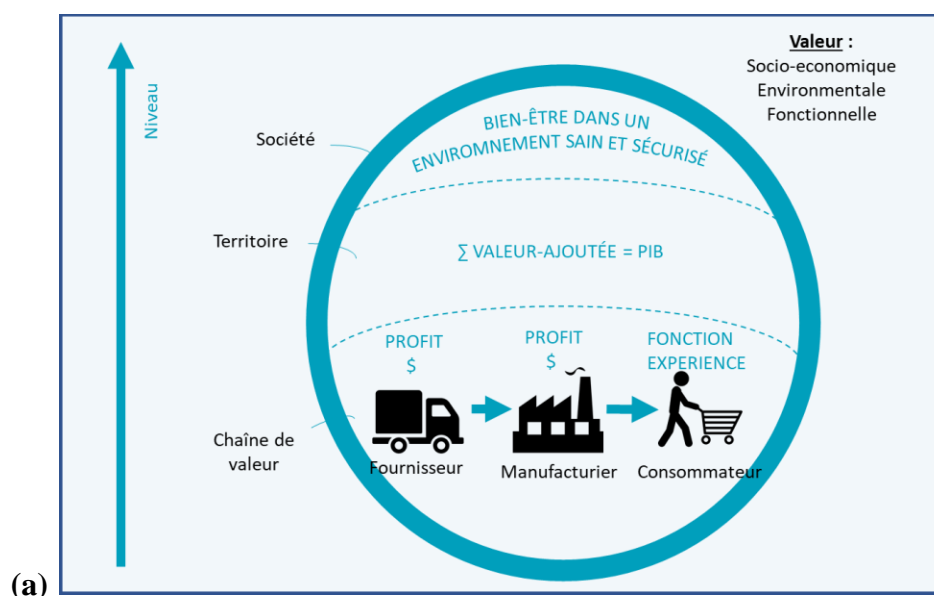 Valeur :
Socio-economique
Environmentale
Fonctionnelle
Niveau
Société
BIEN-ÊTRE DANS UN
ENVIROMNEMENT SAIN ET SÉCURISÉ
Territoire
∑ VALEUR-AJOUTÉE = PIB
PROFIT
$
PROFIT
$
FONCTION
EXPERIENCE
Chaîne de
valeur
Fournisseur
Manufacturier
Consommateur
(a)